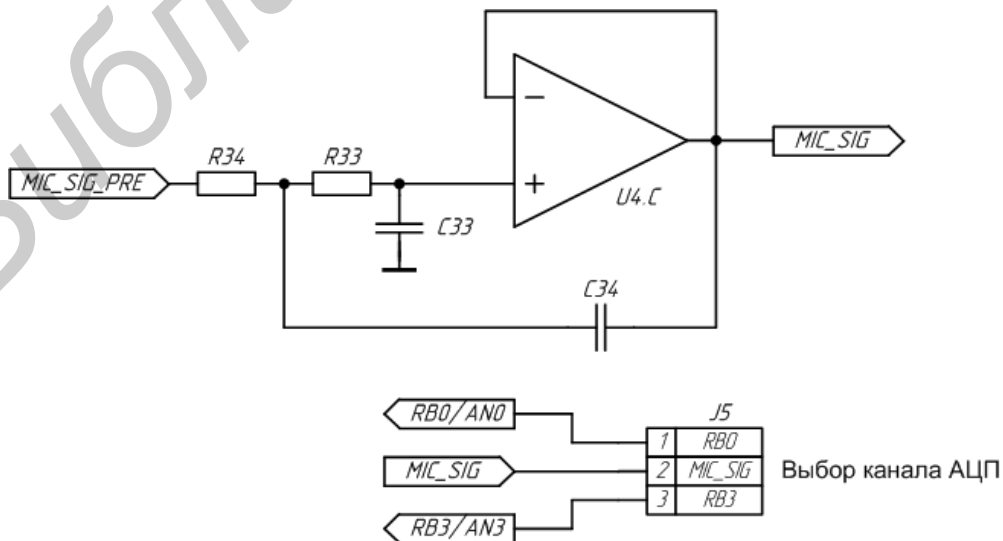 Библи
MIC_SIG_PRE
R34
R33
C33
U4.C
MIC_SIG
C34
RB0/AN0
MIC_SIG
RB3/AN3
J5
1 RB0
2 MIC_SIG
3 RB3
Выбор канала АЦП